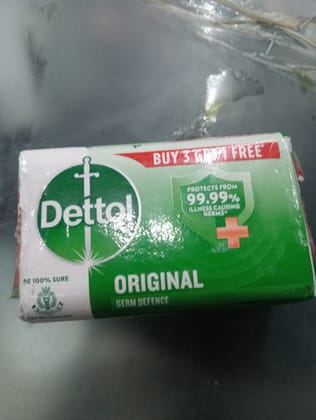 BUY 3 GET 1 FREE*
Dettol
PROTECTS FROM
99.99%
ILLNESS CAUSING
GERMS*
BE 100% SURE
ORIGINAL
GERM DEFENCE